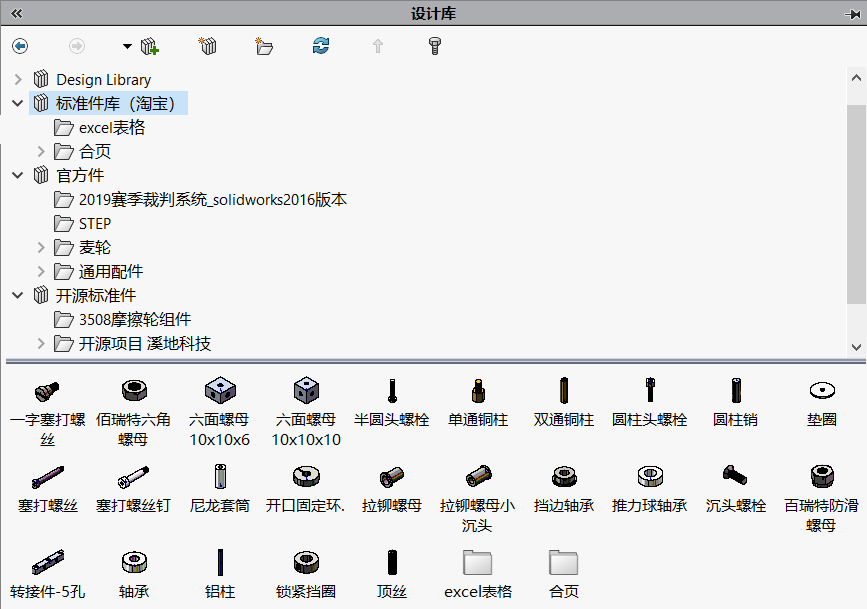 设计库
Design Library
标准件库（淘宝）
excel表格
合页
官方件
2019赛季裁判系统_solidworks2016版本
STEP
麦轮
通用配件
开源标准件
3508摩擦轮组件
开源项目 溪地科技
一字塞打螺丝
佰瑞特六角螺母
六面螺母10x10x6
六面螺母10x10x10
半圆头螺栓
单通铜柱
双通铜柱
圆柱头螺栓
圆柱销
垫圈
塞打螺丝
塞打螺丝钉
尼龙套筒
开口固定环.
拉铆螺母
拉铆螺母小沉头
挡边轴承
推力球轴承
沉头螺栓
百瑞特防滑螺母
转接件-5孔
轴承
铝柱
锁紧挡圈
顶丝
excel表格
合页